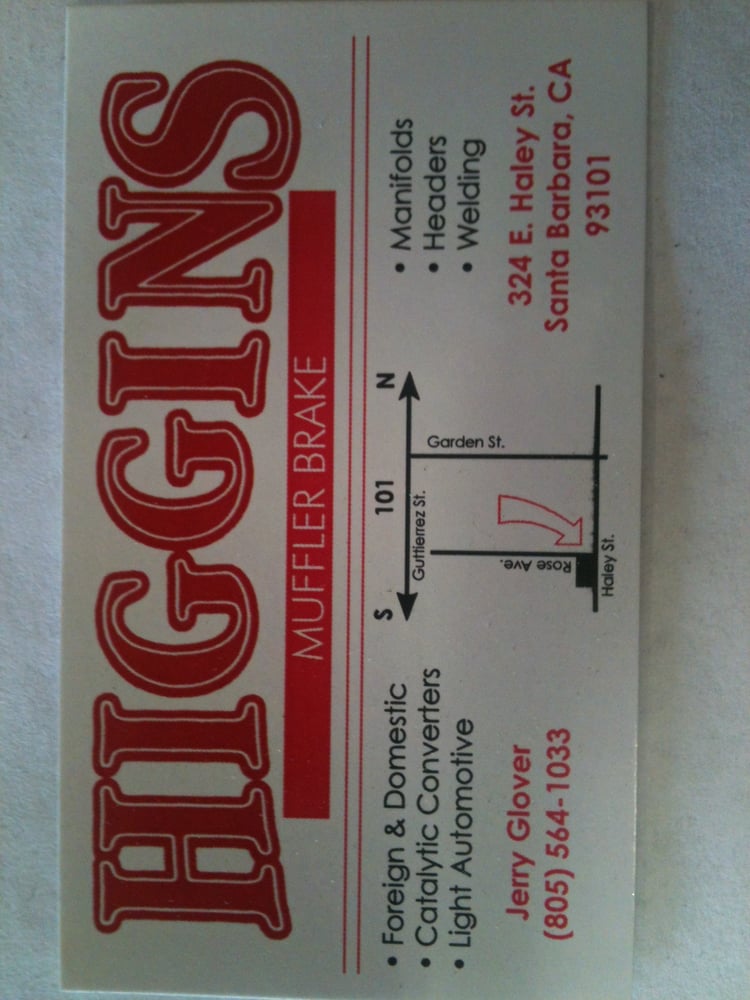 HIGGINS
MUFFLER BRAKE
• Foreign & Domestic
• Catalytic Converters
• Light Automotive
S 101 N
Guttierrez St.
Garden St.
Rose Ave.
Haley St.
• Manifolds
• Headers
• Welding
Jerry Glover
(805) 564-1033
324 E. Haley St.
Santa Barbara, CA
93101